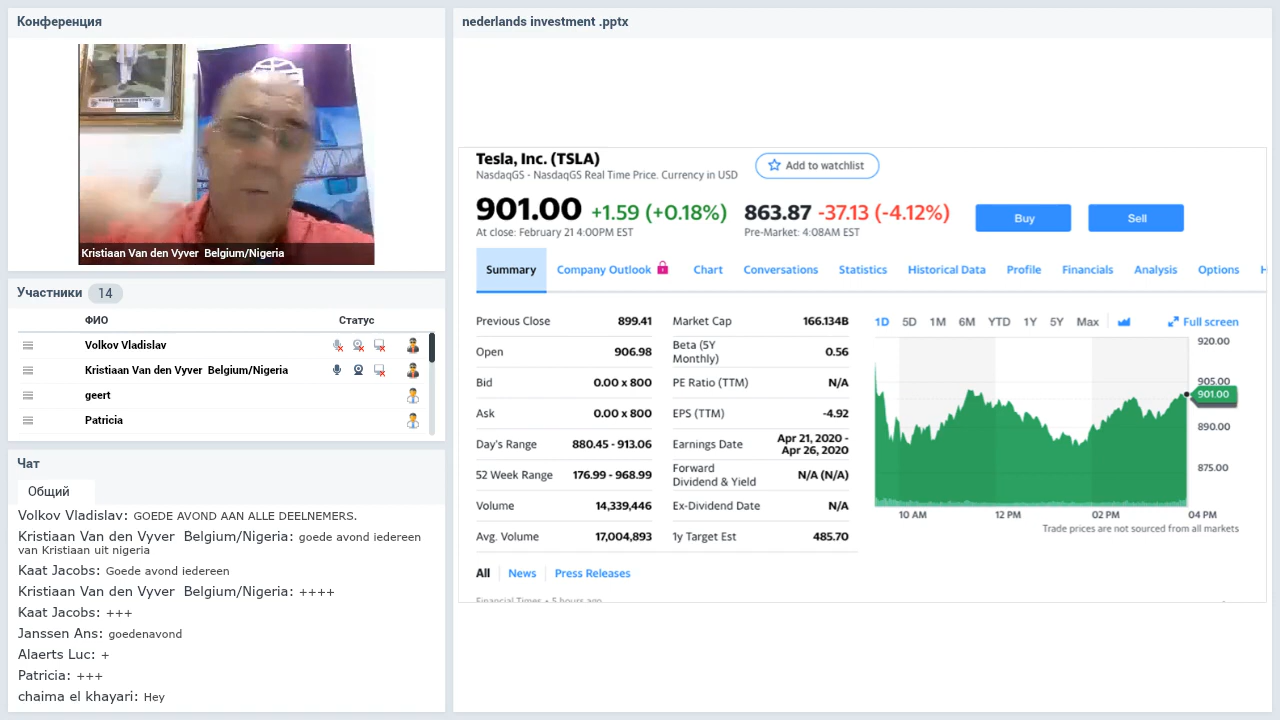 Конференция
Kristiaan Van den Vyver Belgium/Nigeria
Участники 14
ФИО Статус
Volkov Vladislav
Kristiaan Van den Vyver Belgium/Nigeria
geert
Patricia
Чат
Общий
Volkov Vladislav: GOEDE AVOND AAN ALLE DEELNEMERS.
Kristiaan Van den Vyver Belgium/Nigeria: goede avond iedereen
van Kristiaan uit nigeria
Kaat Jacobs: Goede avond iedereen
Kristiaan Van den Vyver Belgium/Nigeria: ++++
Kaat Jacobs: +++
Janssen Ans: goedenavond
Alaerts Luc: +
Patricia: +++
chaima el khayari: Hey
nederlands investment .pptx
Tesla, Inc. (TSLA)
NasdaqGS - NasdaqGS Real Time Price. Currency in USD
Add to watchlist
901.00 +1.59 (+0.18%) 863.87 -37.13 (-4.12%)
At close: February 21 4:00PM EST Pre-Market: 4:08AM EST
Buy Sell
Summary Company Outlook Chart Conversations Statistics Historical Data Profile Financials Analysis Options H
Previous Close 899.41
Open 906.98
Bid 0.00 x 800
Ask 0.00 x 800
Day's Range 880.45 - 913.06
52 Week Range 176.99 - 968.99
Volume 14,339,446
Avg. Volume 17,004,893
Market Cap 166.134B
Beta (5Y
Monthly) 0.56
PE Ratio (TTM) N/A
EPS (TTM) -4.92
Earnings Date Apr 21, 2020 -
Apr 26, 2020
Forward
Dividend & Yield N/A (N/A)
Ex-Dividend Date N/A
1y Target Est 485.70
1D 5D 1M 6M YTD 1Y 5Y Max Full screen
920.00
905.00
901.00
890.00
875.00
10 AM 12 PM 02 PM 04 PM
Trade prices are not sourced from all markets
All News Press Releases
Financial Times • 5 hours ago